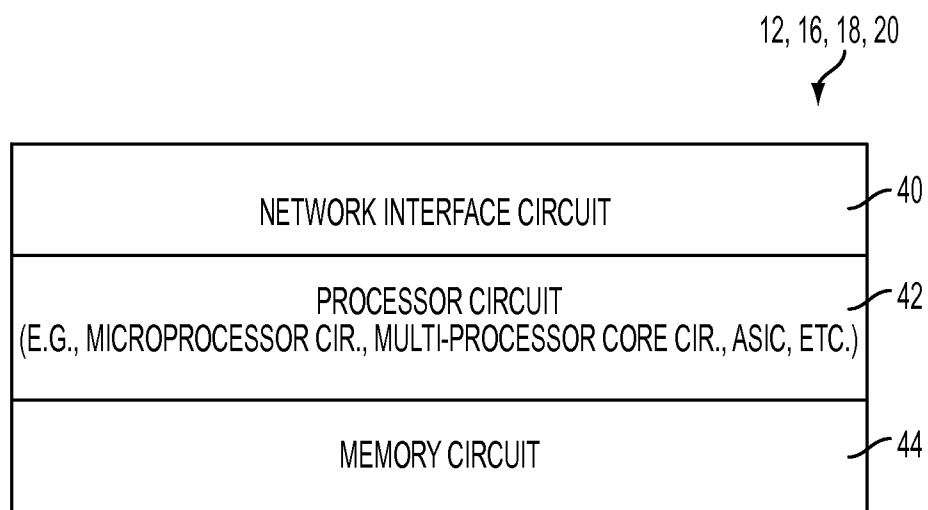 12, 16, 18, 20
NETWORK INTERFACE CIRCUIT
40
PROCESSOR CIRCUIT
42
(E.G., MICROPROCESSOR CIR., MULTI-PROCESSOR CORE CIR., ASIC, ETC.)
MEMORY CIRCUIT
44